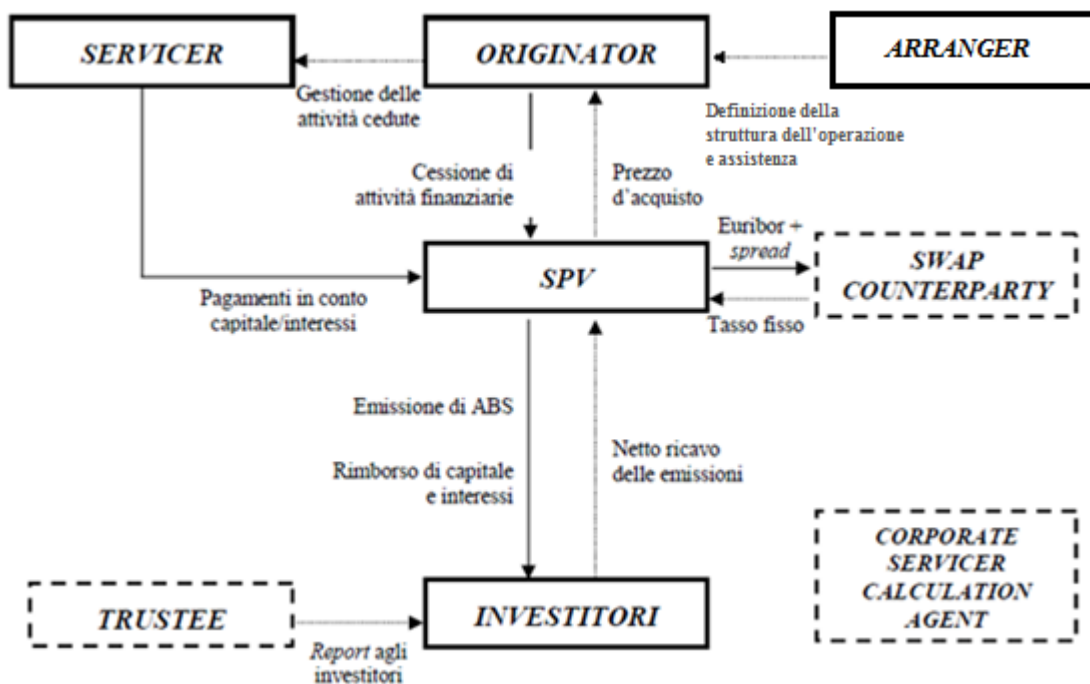 SERVICER
ORIGINATOR
ARRANGER
Gestione delle
attività cedute
Definizione della
struttura dell'operazione
e assistenza
Cessione di
attività finanziarie
Prezzo
d'acquisto
Euribor +
spread
SPV
SWAP
COUNTERPARTY
Pagamenti in conto
capitale/interessi
Tasso fisso
Emissione di ABS
Netto ricavo
delle emissioni
Rimborso di capitale
e interessi
CORPORATE
SERVICER
CALCULATION
AGENT
TRUSTEE
INVESTITORI
Report agli
investitori